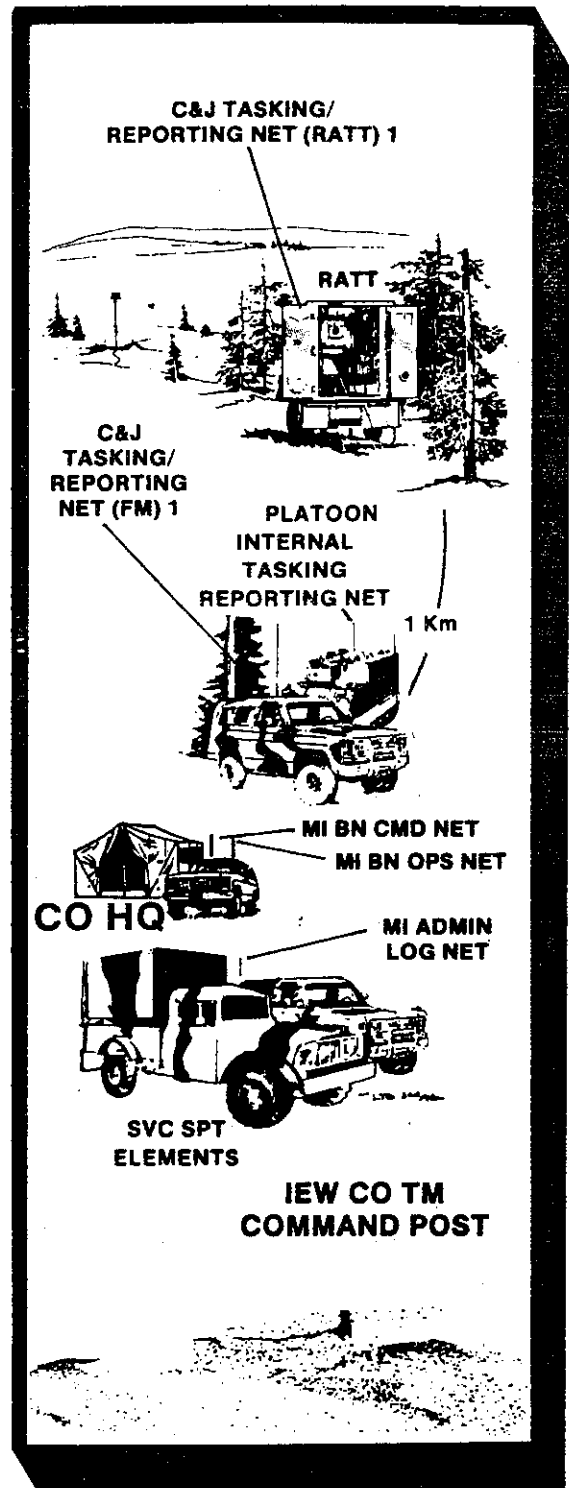 C&J TASKING/
REPORTING NET (RATT) 1
RATT
C&J
TASKING/
REPORTING
NET (FM) 1
PLATOON
INTERNAL
TASKING
REPORTING NET
1 Km
MI BN CMD NET
MI BN OPS NET
CO HQ
MI ADMIN
LOG NET
SVC SPT
ELEMENTS
IEW CO TM
COMMAND POST